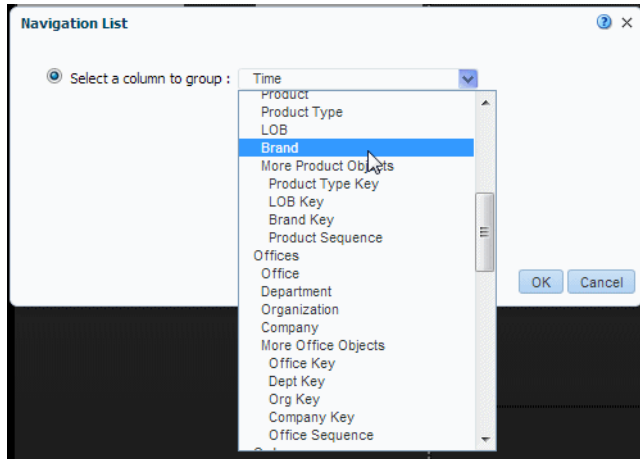 Navigation List
Select a column to group :
Time
Product
Product Type
LOB
Brand
More Product Objects
Product Type Key
LOB Key
Brand Key
Product Sequence
Offices
Office
Department
Organization
Company
More Office Objects
Office Key
Dept Key
Org Key
Company Key
Office Sequence
OK
Cancel